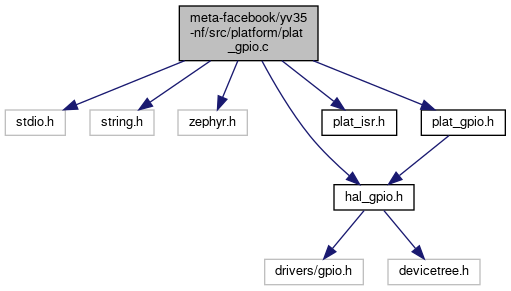 meta-facebook/yv35
-nf/src/platform/plat
_gpio.c
stdio.h
string.h
zephyr.h
plat_isr.h
plat_gpio.h
hal_gpio.h
drivers/gpio.h
devicetree.h